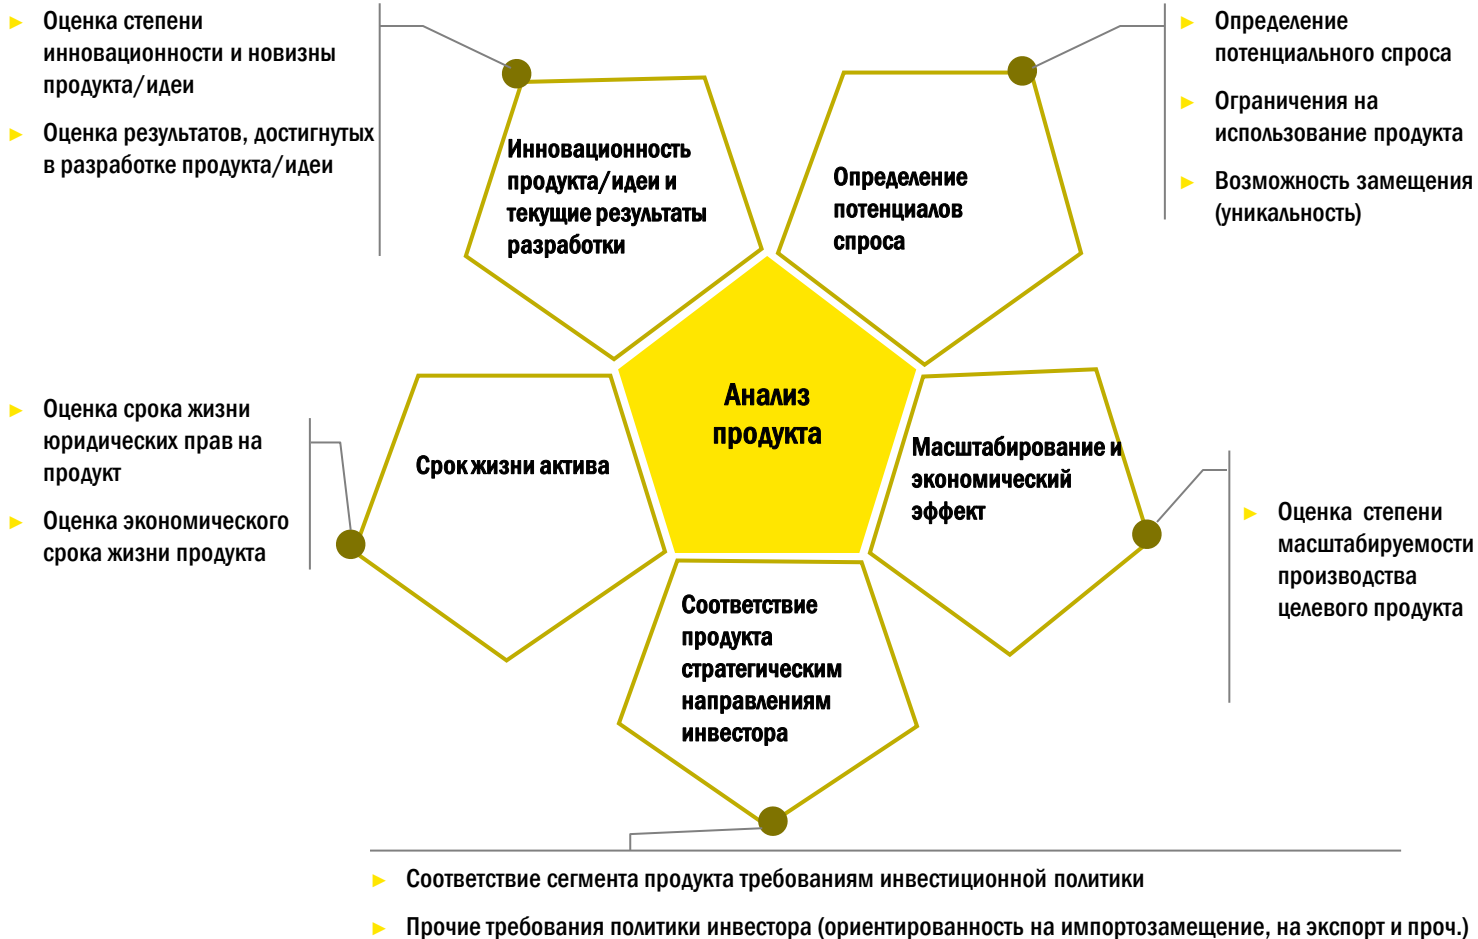 Оценка степени
инновационности и новизны
продукта/идеи
Оценка результатов, достигнутых
в разработке продукта/идеи
Инновационность
продукта/идеи и
текущие результаты
разработки
Определение
потенциалов
спроса
Определение
потенциального спроса
Ограничения на
использование продукта
Возможность замещения
(уникальность)
Анализ
продукта
Оценка срока жизни
юридических прав на
продукт
Оценка экономического
срока жизни продукта
Срок жизни актива
Масштабирование и
экономический
эффект
Оценка степени
масштабируемости
производства
целевого продукта
Соответствие
продукта
стратегическим
направлениям
инвестора
Соответствие сегмента продукта требованиям инвестиционной политики
Прочие требования политики инвестора (ориентированность на импортозамещение, на экспорт и проч.)